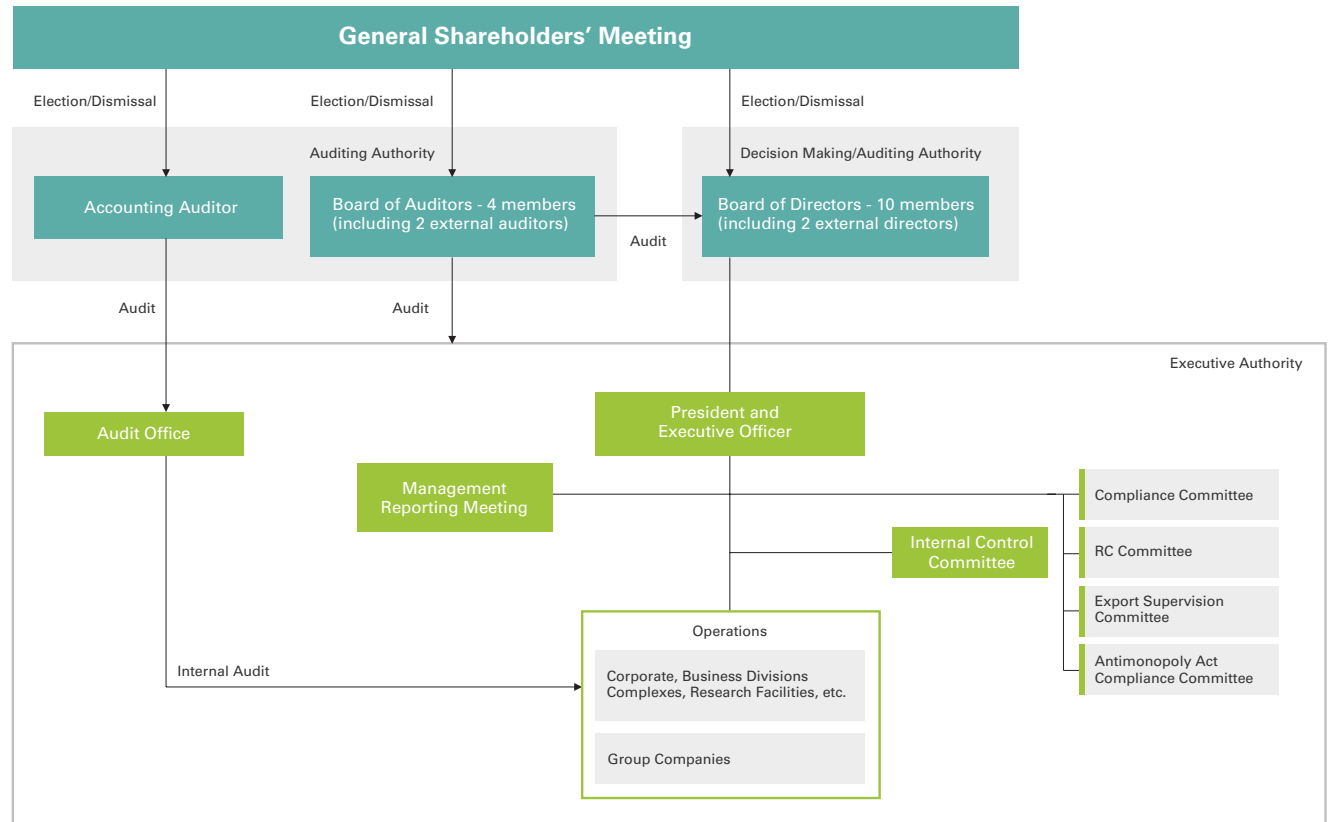 General Shareholders’ Meeting
Election/Dismissal
Election/Dismissal
Election/Dismissal
Auditing Authority
Decision Making/Auditing Authority
Accounting Auditor
Board of Auditors - 4 members
(including 2 external auditors)
Audit
Board of Directors - 10 members
(including 2 external directors)
Audit
Audit
Executive Authority
Audit Office
President and
Executive Officer
Management
Reporting Meeting
Internal Control
Committee
Compliance Committee
RC Committee
Export Supervision
Committee
Antimonopoly Act
Compliance Committee
Internal Audit
Operations
Corporate, Business Divisions
Complexes, Research Facilities, etc.
Group Companies